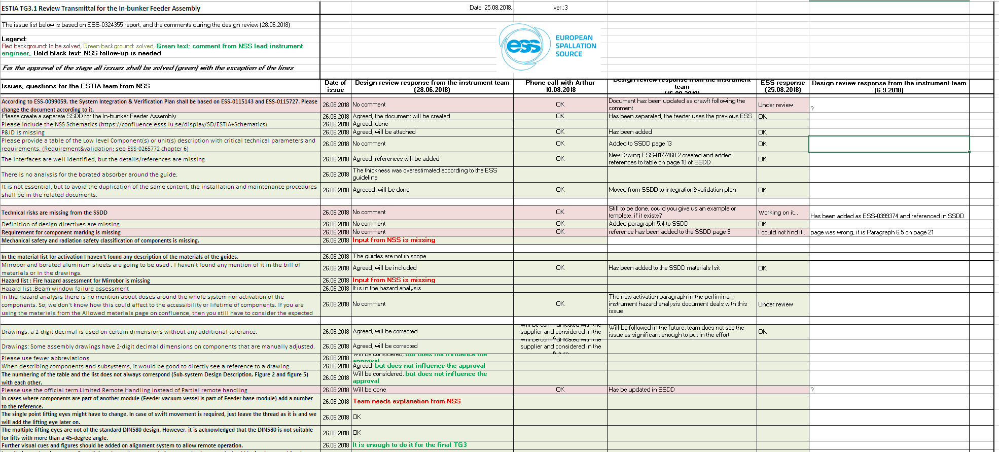 ESTIA TG3.1 Review Transmittal for the In-bunker Feeder Assembly
Date: 25.08.2018.
ver.:3
The issue list below is based on ESS-0324355 report, and the comments during the design review (28.06.2018)
Legend:
Red background: to be solved, Green background: solved, Green text: comment from NSS lead instrument
engineer, Bold black text: NSS follow-up is needed
For the approval of the stage all issues shall be solved (green) with the exception of the lines
ess
EUROPEAN
SPALLATION
SOURCE
Issues, questions for the ESTIA team from NSS
Date of
issue
Design review response from the instrument team
(28.06.2018)
Phone call with Arthur
10.08.2018
Design review response from the instrument
team
ESS response
(25.08.2018)
Design review response from the instrument team
(6.9.2018)
According to ESS-0099059, the System Integration & Verification Plan shall be based on ESS-0115143 and ESS-0115727. Please
change the document according to it.
26.06.2018
No comment
OK
Document has been updated as drawft following the
comment
Under review
?
Please create a separate SSDD for the In-bunker Feeder Assembly
26.06.2018
Agreed, the document will be created
OK
Has been separated, the feeder uses the previous ESS
OK
Please include the NSS Schematics (https://confluence.esss.lu.se/display/SD/ESTIA+Schematics)
26.06.2018
Agreed, done
P&ID is missing
26.06.2018
Agreed, will be attached
OK
Has been added
OK
Please provide a table of the Low level Component(s) or unit(s) description with critical technical parameters and
requirements. (Requirement&validation; see ESS-0265772 chapter 6)
26.06.2018
No comment
OK
Added to SSDD page 13
OK
The interfaces are well identified, but the details/references are missing
26.06.2018
Agreed, references will be added
OK
New Drwing ESS-0177460.2 created and added
references to table on page 10 of SSDD
OK
There is no analysis for the borated absorber around the guide.
26.06.2018
The thickness was overestimated according to the ESS
guideline
It is not essential, but to avoid the duplication of the same content, the installation and maintenance procedures
shall be in the related documents.
26.06.2018
Agreeed, will be done
OK
Moved from SSDD to integration&validation plan
OK
Technical risks are missing from the SSDD
26.06.2018
No comment
OK
Still to be done, could you give us an example or
template, if it exists?
Working on it...
Has been added as ESS-0399374 and referenced in SSDD
Definition of design directives are missing
26.06.2018
No comment
OK
Added paragraph 5.4 to SSDD
OK
Requirement for component marking is missing
26.06.2018
No comment
OK
reference has been added to the SSDD page 9
I could not find it...
page was wrong, it is Paragraph 6.5 on page 21
Mechanical safety and radiation safety classification of components is missing.
26.06.2018
Input from NSS is missing
In the material list for activation I haven't found any description of the materials of the guides.
26.06.2018
The guides are not in scope
Mirrobor and borated aluminum sheets are going to be used . I haven't found any mention of it in the bill of
materials or in the drawings.
26.06.2018
Agreed, will be included
OK
Has been added to the SSDD materials lsit
OK
Hazard list : Fire hazard assessment for Mirrobor is missing
26.06.2018
Input from NSS is missing
Hazard list :Beam window failure assessment
26.06.2018
It is in the hazard analysis
In the hazard analysis there is no mention about doses around the whole system nor activation of the
components. So, we don't know how this could affect to the accessibility or lifetime of components. If you are
using the materials from the Allowed materials page on confluence, then you still have to consider the expected
26.06.2018
No comment
OK
The new activation paragraph in the perliminary
instrument hazard analysis document deals with this
issue
Under review
Drawings: a 2-digit decimal is used on certain dimensions without any additional tolerance.
26.06.2018
Agreed, will be corrected
Will be communicated with the
supplier and considered in the
future
Will be followed in the future, team does not see the
issue as significant enough to put in the effort
OK
Drawings: Some assembly drawings have 2-digit decimal dimensions on components that are manually adjusted.
26.06.2018
Agreed, will be corrected
Will be communicated with the
supplier and considered in the
future
Please use fewer abbreviations
26.06.2018
Will be considered, but does not influence the
approval
When describing components and subsystems, it would be good to directly see a reference to a drawing.
26.06.2018
Agreed, but does not influence the approval
The numbering of the table and the list does not always correspond (Sub-system Design Description, Figure 2 and figure 5)
with each other.
26.06.2018
Will be considered, but does not influence the
approval
Please use the official term Limited Remote Handling instead of Partial remote handling
26.06.2018
Will be done
OK
Has be updated in SSDD
?
In cases where components are part of another module (Feeder vacuum vessel is part of Feeder base module) add a number
to the reference.
26.06.2018
Team needs explanation from NSS
The single point lifting eyes might have to change. In case of swift movement is required, just leave the thread as it is and we
will add the lifting eye later on.
26.06.2018
OK
The multiple lifting eyes are not of the standard DIN580 design. However, it is acknowledged that the DIN580 is not suitable
for lifts with more than a 45-degree angle.
26.06.2018
OK
Further visual cues and figures should be added on alignment system to allow remote operation.
26.06.2018
It is enough to do it for the final TG3